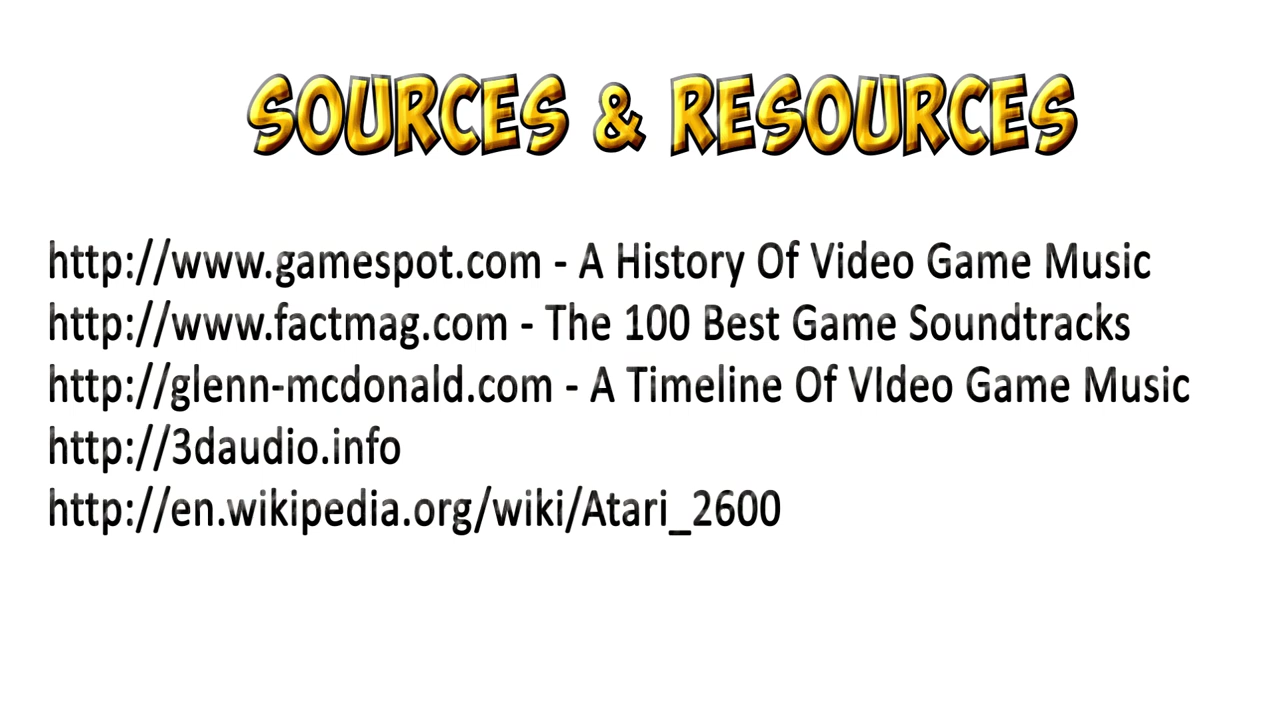 SOURCES & RESOURCES
http://www.gamespot.com - A History Of Video Game Music
http://www.factmag.com - The 100 Best Game Soundtracks
http://glenn-mcdonald.com - A Timeline Of VIdeo Game Music
http://3daudio.info
http://en.wikipedia.org/wiki/Atari_2600